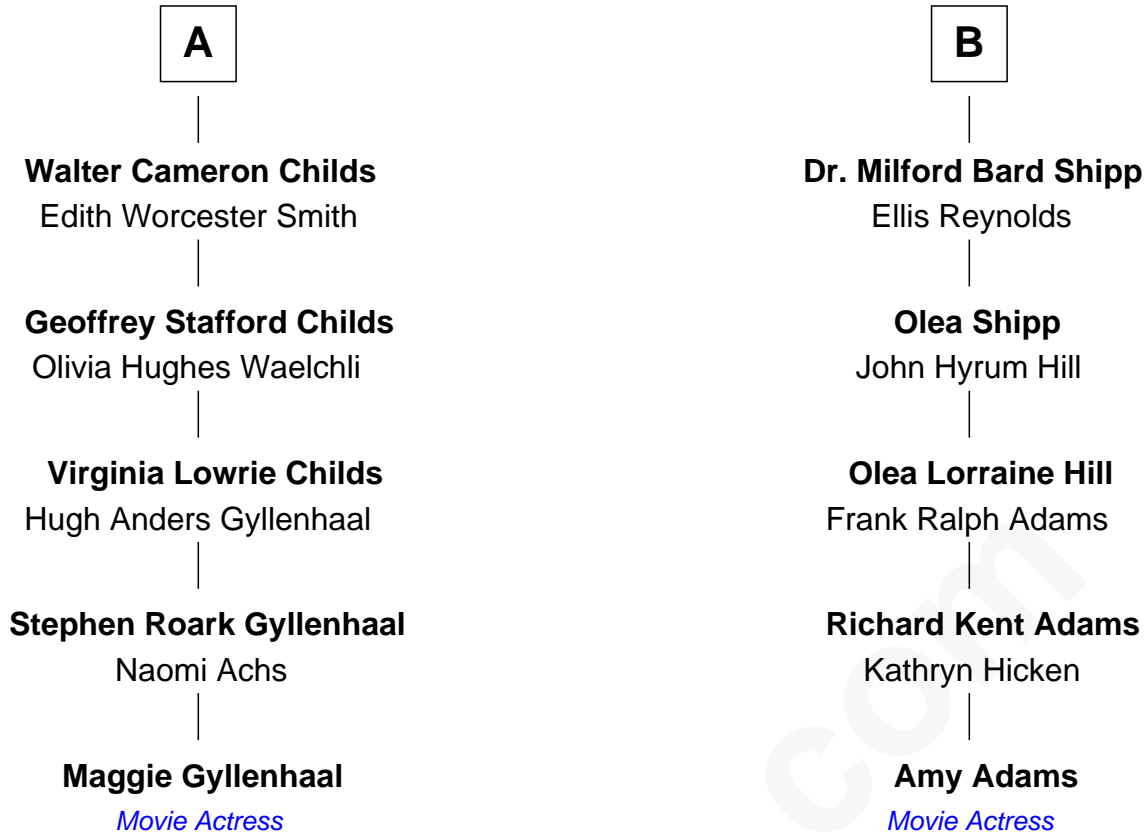 A
Walter Cameron Childs
Edith Worcester Smith
Geoffrey Stafford Childs
Olivia Hughes Waelchli
Virginia Lowrie Childs
Hugh Anders Gyllenhaal
Stephen Roark Gyllenhaal
Naomi Achs
Maggie Gyllenhaal
Movie Actress
B
Dr. Milford Bard Shipp
Ellis Reynolds
Olea Shipp
John Hyrum Hill
Olea Lorraine Hill
Frank Ralph Adams
Richard Kent Adams
Kathryn Hicken
Amy Adams
Movie Actress
com